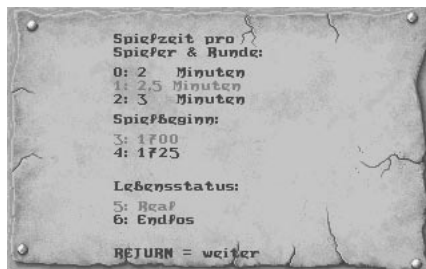 Spielzeit pro
Spieler & Runde:
0: 2 Minuten
1: 2,5 Minuten
2: 3 Minuten
Spielbeginn:
3: 1700
4: 1725
Lebensstatus:
5: Real
6: Endlos
RETURN = weiter